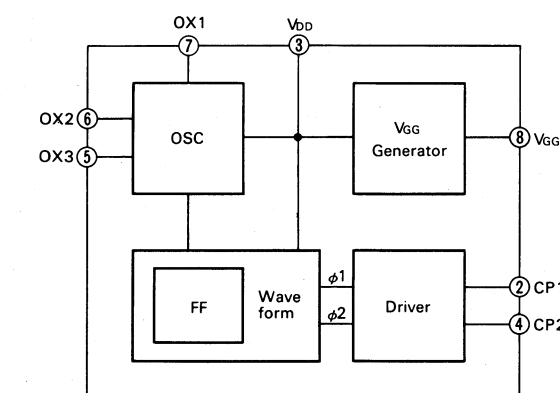 OX1
VDD
7
3
OX2
6
OSC
VGG
Generator
8
VGG
OX3
5
FF
Wave
form
φ1
φ2
Driver
2
CP1
4
CP2